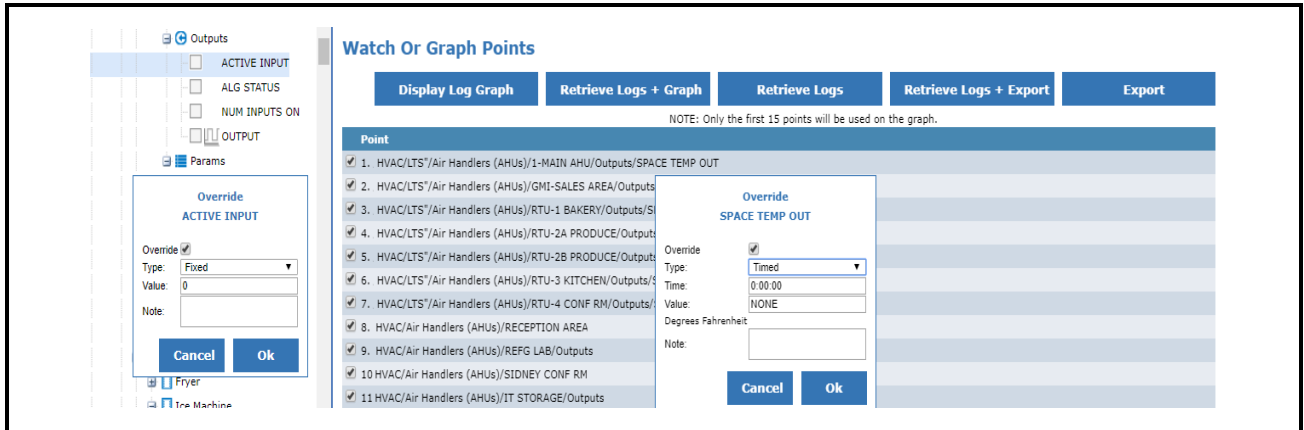 Outputs
ACTIVE INPUT
ALG STATUS
NUM INPUTS ON
OUTPUT
Params
Override
ACTIVE INPUT
Override
Type: Fixed
Value: 0
Note:
Cancel Ok
Fryer
Ice Machine
Watch Or Graph Points
Display Log Graph Retrieve Logs + Graph Retrieve Logs Retrieve Logs + Export Export
NOTE: Only the first 15 points will be used on the graph.
Point
1. HVAC/LTS"/Air Handlers (AHUs)/1-MAIN AHU/Outputs/SPACE TEMP OUT
2. HVAC/LTS"/Air Handlers (AHUs)/GMI-SALES AREA/Outputs
3. HVAC/LTS"/Air Handlers (AHUs)/RTU-1 BAKERY/Outputs/
4. HVAC/LTS"/Air Handlers (AHUs)/RTU-2A PRODUCE/Outputs
5. HVAC/LTS"/Air Handlers (AHUs)/RTU-2B PRODUCE/Outputs
6. HVAC/LTS"/Air Handlers (AHUs)/RTU-3 KITCHEN/Outputs/
7. HVAC/LTS"/Air Handlers (AHUs)/RTU-4 CONF RM/Outputs/
8. HVAC/Air Handlers (AHUs)/RECEPTION AREA
9. HVAC/Air Handlers (AHUs)/REFG LAB/Outputs
10 HVAC/Air Handlers (AHUs)/SIDNEY CONF RM
11 HVAC/Air Handlers (AHUs)/IT STORAGE/Outputs
Override
SPACE TEMP OUT
Override
Type: Timed
Time: 0:00:00
Value: NONE
Degrees Fahrenheit
Note:
Cancel Ok